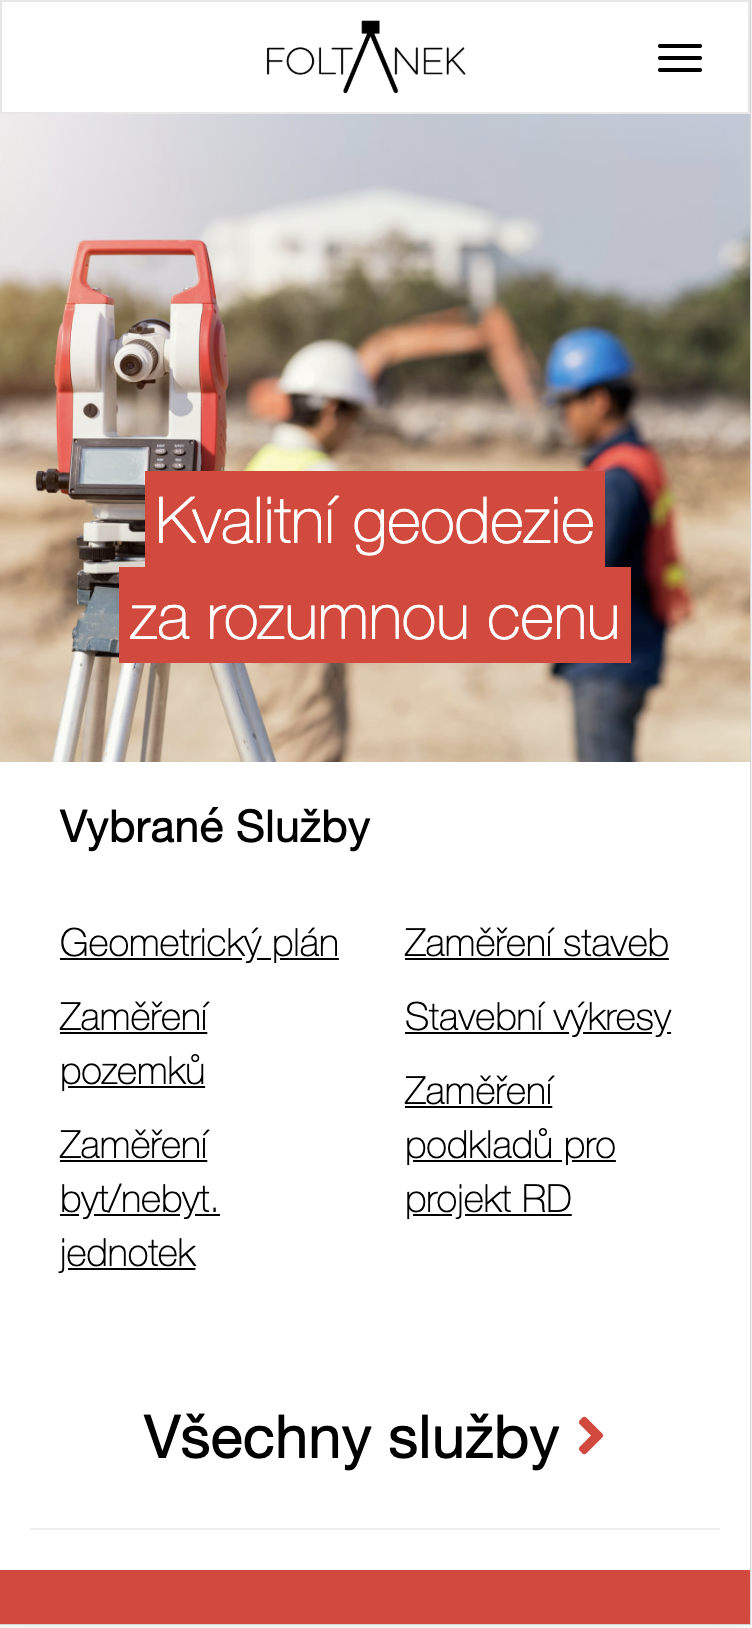 FOLTÁNEK
Kvalitní geodezie
za rozumnou cenu
Vybrané Služby
Geometrický plán
Zaměření
pozemků
Zaměření
byt/nebyt.
jednotek
Zaměření staveb
Stavební výkresy
Zaměření
podkladů pro
projekt RD
Všechny služby